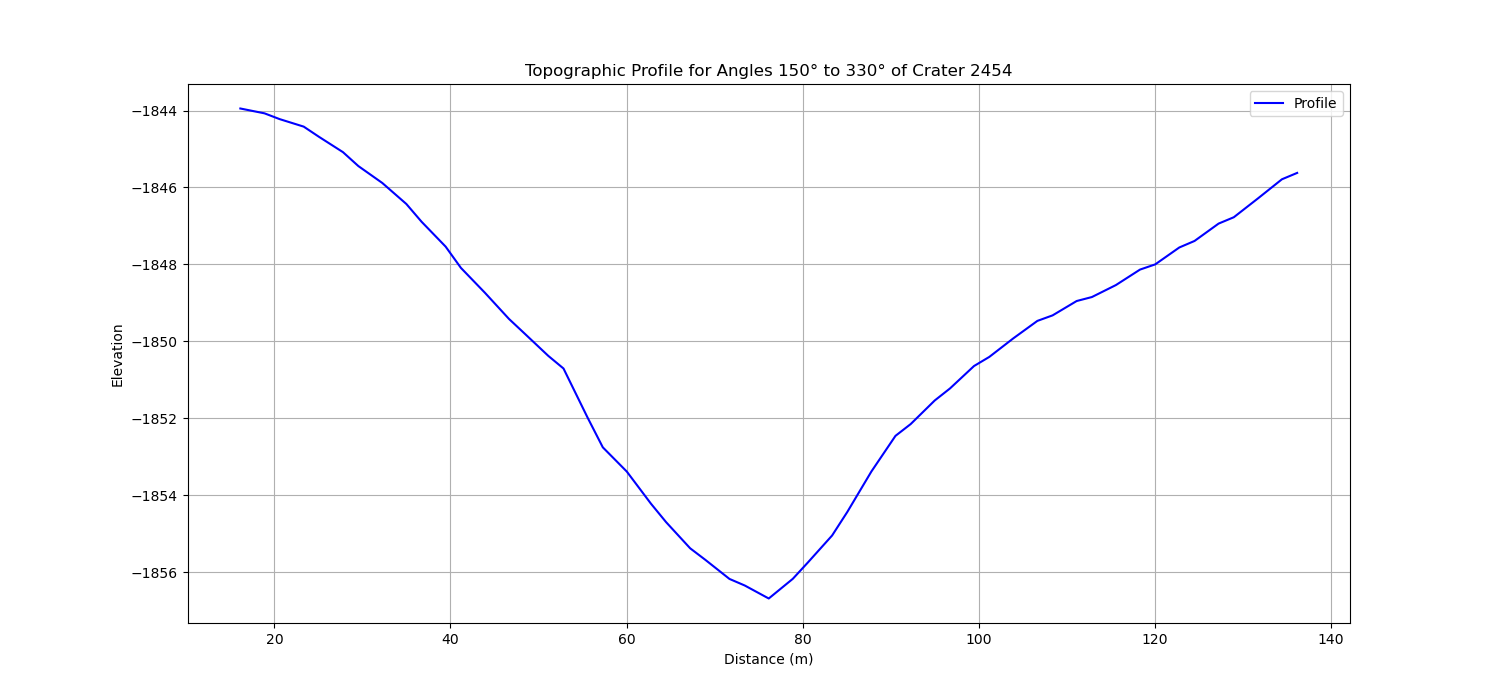 Topographic Profile for Angles 150° to 330° of Crater 2454
Profile
−1844
−1846
−1848
−1850
−1852
−1854
−1856
Elevation
20 40 60 80 100 120 140
Distance (m)